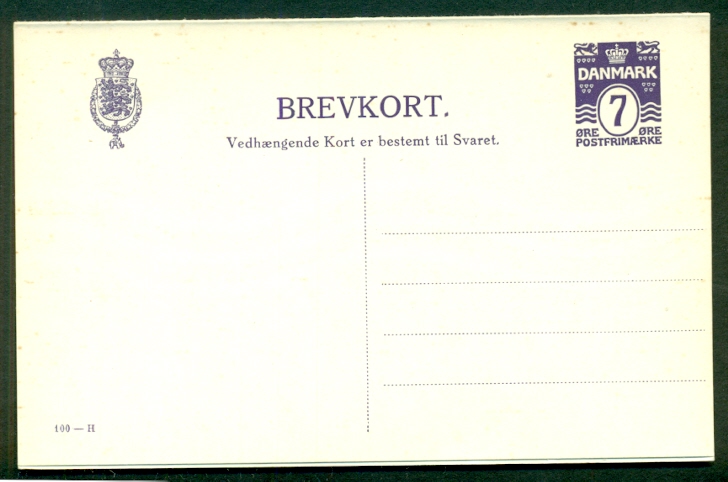 DANMARK
7
ØRE ØRE
POSTFRIMÆRKE
BREVKORT.
Vedhængende Kort er bestemt til Svaret.
100 — H